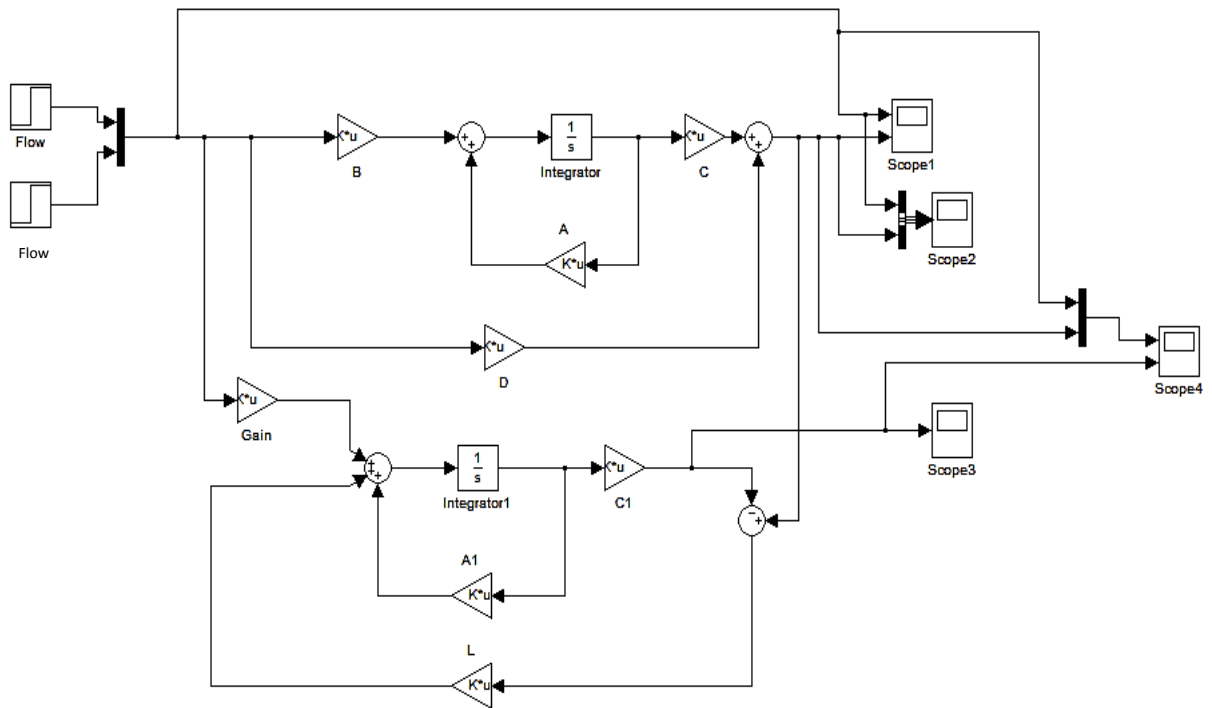 Flow
Flow
K*u
B
+
+
1
s
Integrator
K*u
C
+
+
Scope1
Scope2
A
K*u
K*u
D
Scope4
K*u
Gain
+
+
+
1
s
Integrator1
K*u
C1
Scope3
−
+
A1
K*u
L
K*u